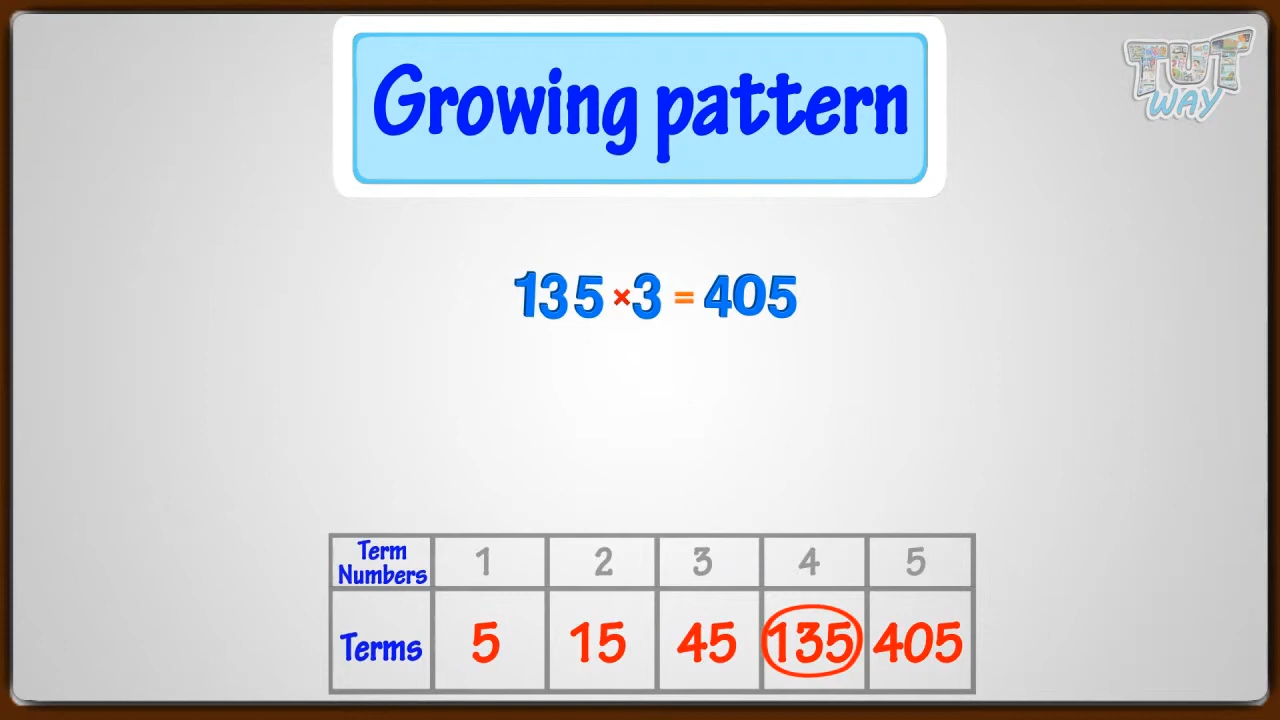 Growing pattern
TUT
WAY
135 × 3 = 405
Term Numbers 1 2 3 4 5
Terms 5 15 45 135 405